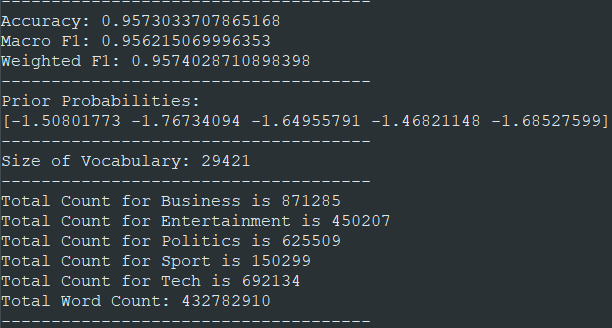 -------------------------------------
Accuracy: 0.9573033707865168
Macro F1: 0.956215069996353
Weighted F1: 0.9574028710898398
-------------------------------------
Prior Probabilities:
[-1.50801773 -1.76734094 -1.64955791 -1.46821148 -1.68527599]
-------------------------------------
Size of Vocabulary: 29421
-------------------------------------
Total Count for Business is 871285
Total Count for Entertainment is 450207
Total Count for Politics is 625509
Total Count for Sport is 150299
Total Count for Tech is 692134
Total Word Count: 432782910
-------------------------------------